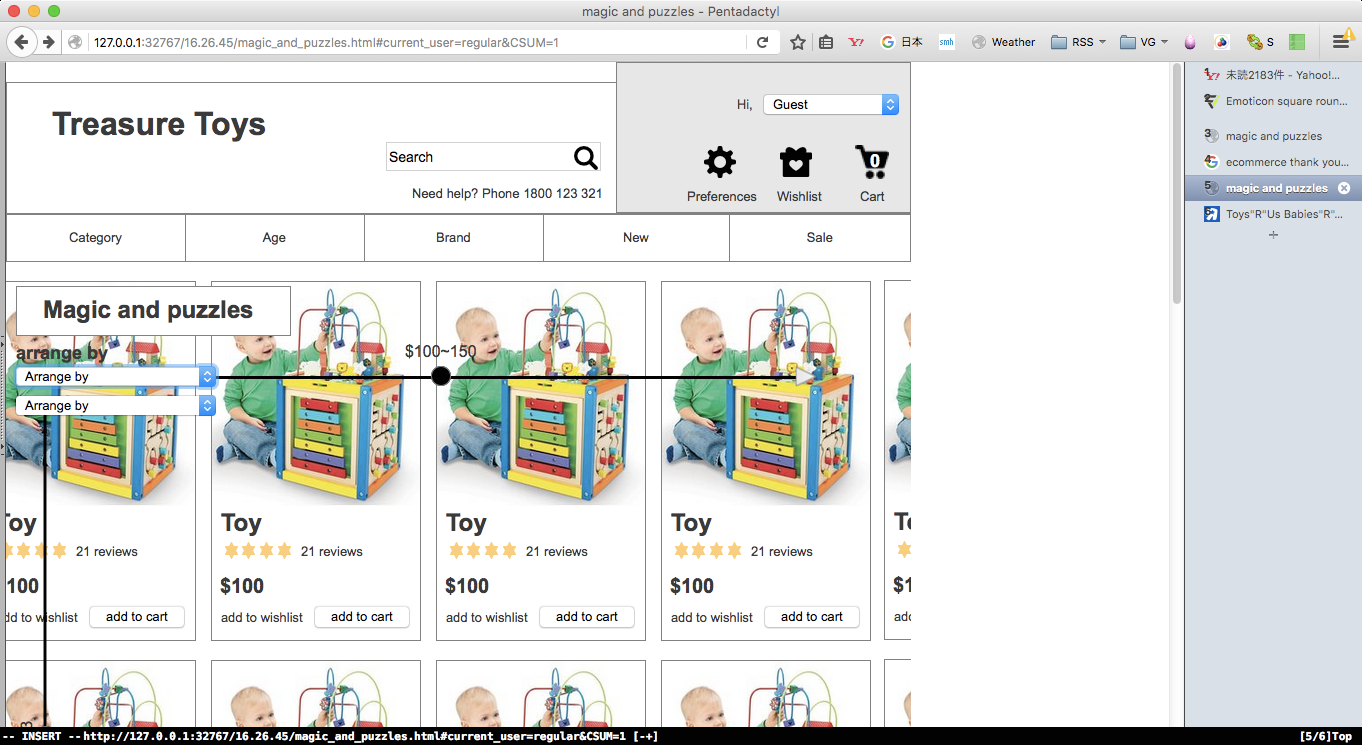 magic and puzzles - Pentadactyl
127.0.0.1:32767/16.26.45/magic_and_puzzles.html#current_user=regular&CSUM=1
Y!
G 日本
smh
Weather
RSS
VG
S
Treasure Toys
Hi, Guest
Search
Need help? Phone 1800 123 321
0
Preferences Wishlist Cart
Category Age Brand New Sale
Magic and puzzles
arrange by
$100~150
Arrange by
Arrange by
Toy Toy Toy Toy
21 reviews 21 reviews 21 reviews 21 reviews
$100 $100 $100 $100 $1
dd to wishlist add to cart add to wishlist add to cart add to wishlist add to cart add to wishlist add to cart
-- INSERT --http://127.0.0.1:32767/16.26.45/magic_and_puzzles.html#current_user=regular&CSUM=1 [-+] [5/6]Top
未読2183件 - Yahoo!...
Emoticon square roun...
3 magic and puzzles
ecommerce thank you...
5 magic and puzzles
Toys"R"Us Babies"R"...